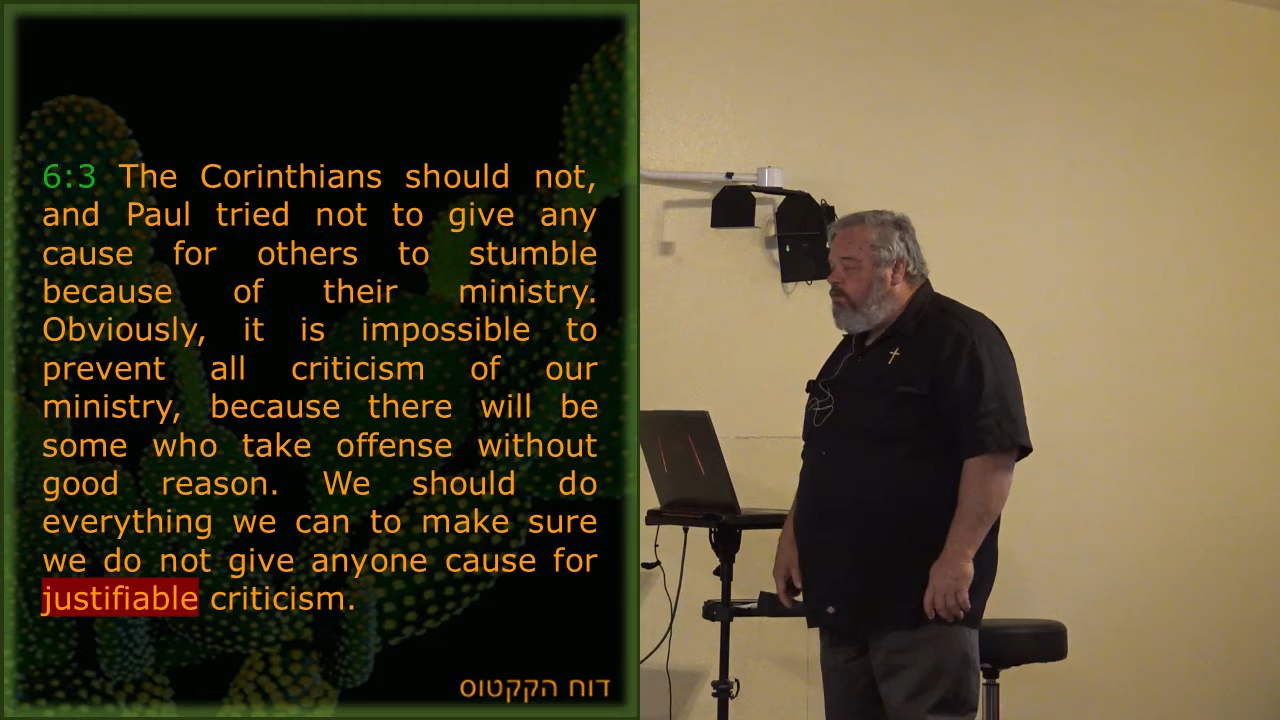 6:3 The Corinthians should not,
and Paul tried not to give any
cause for others to stumble
because of their ministry.
Obviously, it is impossible to
prevent all criticism of our
ministry, because there will be
some who take offense without
good reason. We should do
everything we can to make sure
we do not give anyone cause for
justifiable criticism.
דוח הקקטוס